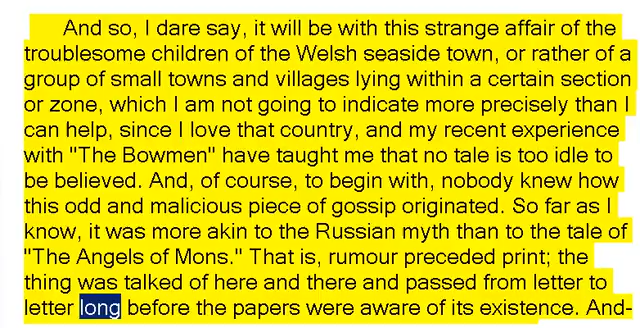 And so, I dare say, it will be with this strange affair of the
troublesome children of the Welsh seaside town, or rather of a
group of small towns and villages lying within a certain section
or zone, which I am not going to indicate more precisely than I
can help, since I love that country, and my recent experience
with "The Bowmen" have taught me that no tale is too idle to
be believed. And, of course, to begin with, nobody knew how
this odd and malicious piece of gossip originated. So far as I
know, it was more akin to the Russian myth than to the tale of
"The Angels of Mons." That is, rumour preceded print; the
thing was talked of here and there and passed from letter to
letter long before the papers were aware of its existence. And-